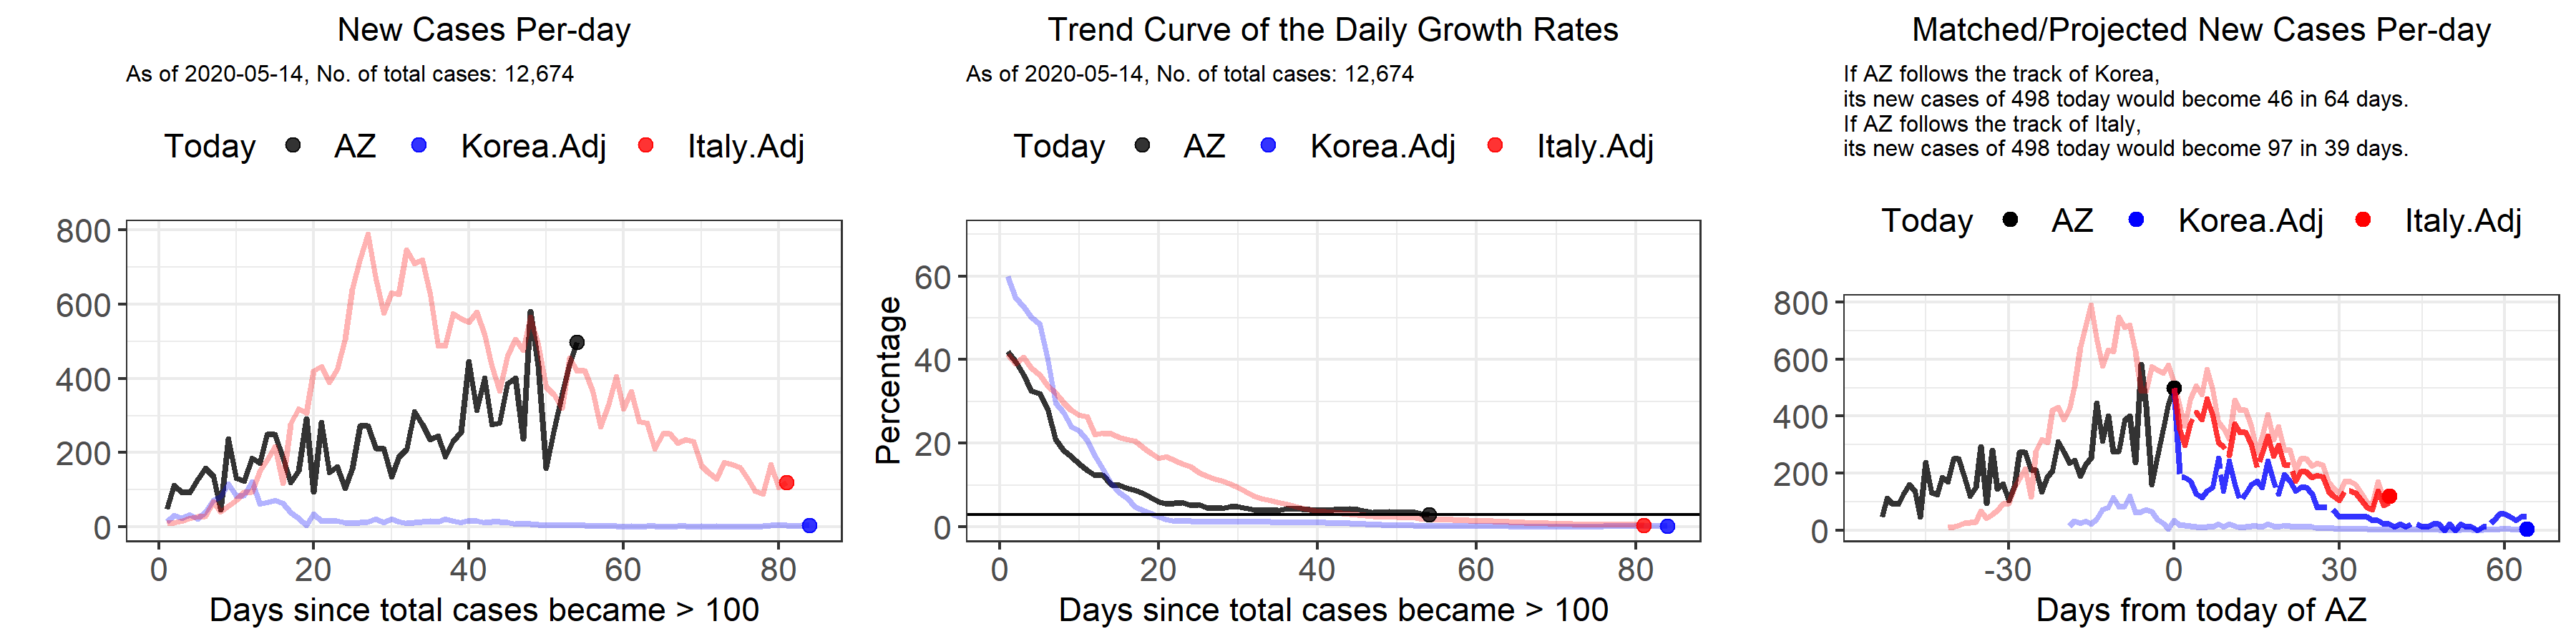 New Cases Per-day
As of 2020-05-14, No. of total cases: 12,674
Today AZ Korea.Adj Italy.Adj
800
600
400
200
0
0 20 40 60 80
Days since total cases became > 100
Trend Curve of the Daily Growth Rates
As of 2020-05-14, No. of total cases: 12,674
Today AZ Korea.Adj Italy.Adj
Percentage
60
40
20
0
0 20 40 60 80
Days since total cases became > 100
Matched/Projected New Cases Per-day
If AZ follows the track of Korea,
its new cases of 498 today would become 46 in 64 days.
If AZ follows the track of Italy,
its new cases of 498 today would become 97 in 39 days.
Today AZ Korea.Adj Italy.Adj
800
600
400
200
0
-30 0 30 60
Days from today of AZ